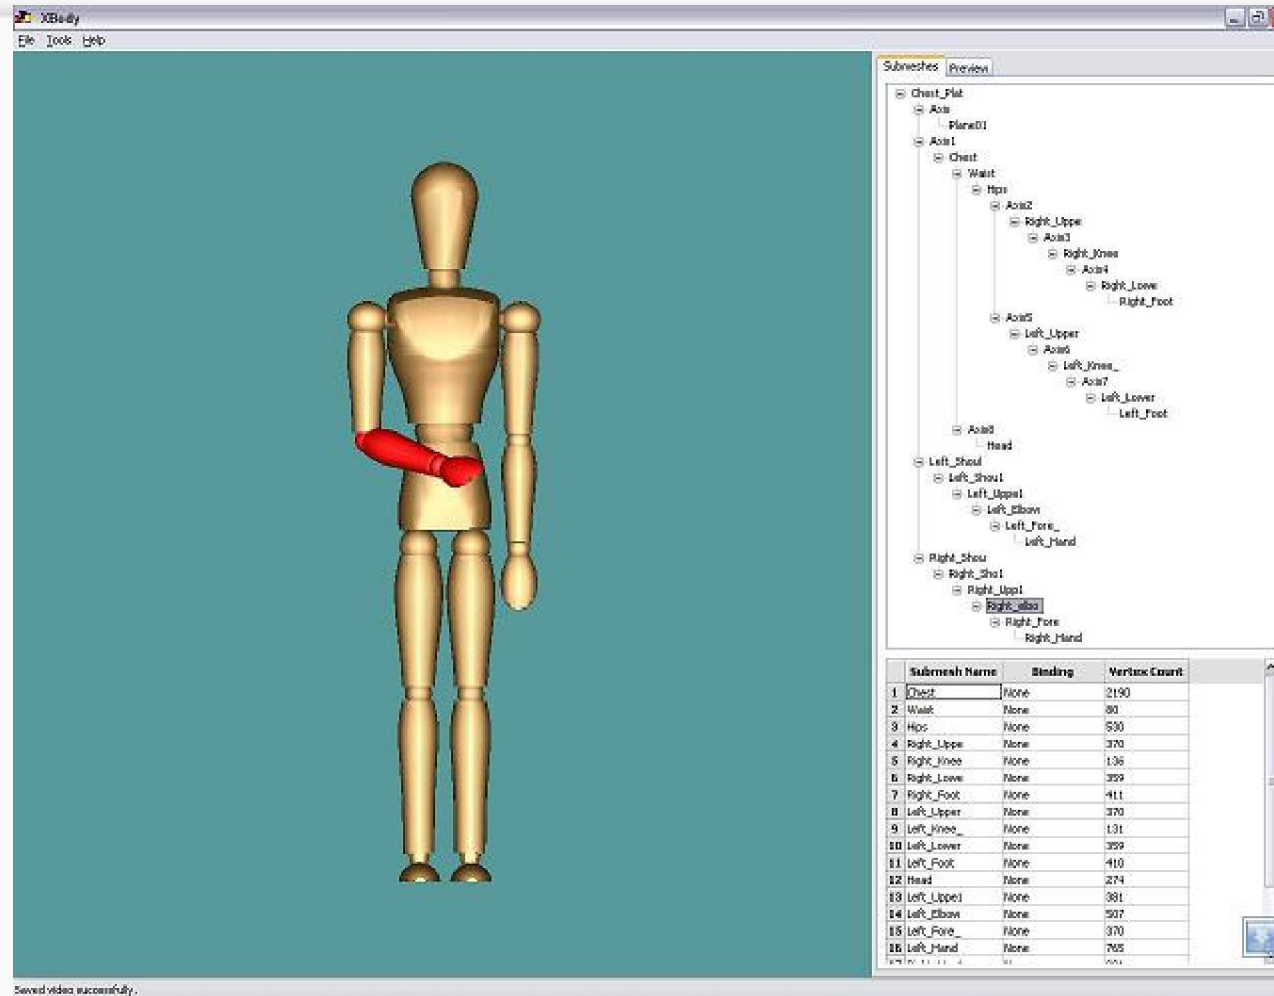 XBody
File Tools Help
Submeshes Preview
Chest_Plat
Axis
Plane01
Axis1
Chest
Waist
Hips
Axis2
Right_Uppe
Axis3
Right_Knee
Axis4
Right_Lowe
Right_Foot
Axis5
Left_Upper
Axis6
Left_Knee_
Axis7
Left_Lower
Left_Foot
Axis8
Head
Left_Shoul
Left_Shou1
Left_Uppe1
Left_Elbow
Left_Fore_
Left_Hand
Right_Shou
Right_Sho1
Right_Upp1
Right_elbo
Right_Fore
Right_Hand
Submesh Name Binding Vertex Count
1 Chest None 2190
2 Waist None 80
3 Hips None 530
4 Right_Uppe None 370
5 Right_Knee None 136
6 Right_Lowe None 359
7 Right_Foot None 411
8 Left_Upper None 370
9 Left_Knee_ None 131
10 Left_Lower None 359
11 Left_Foot None 410
12 Head None 274
13 Left_Uppe1 None 381
14 Left_Elbow None 507
15 Left_Fore_ None 370
16 Left_Hand None 765
Saved video successfully.